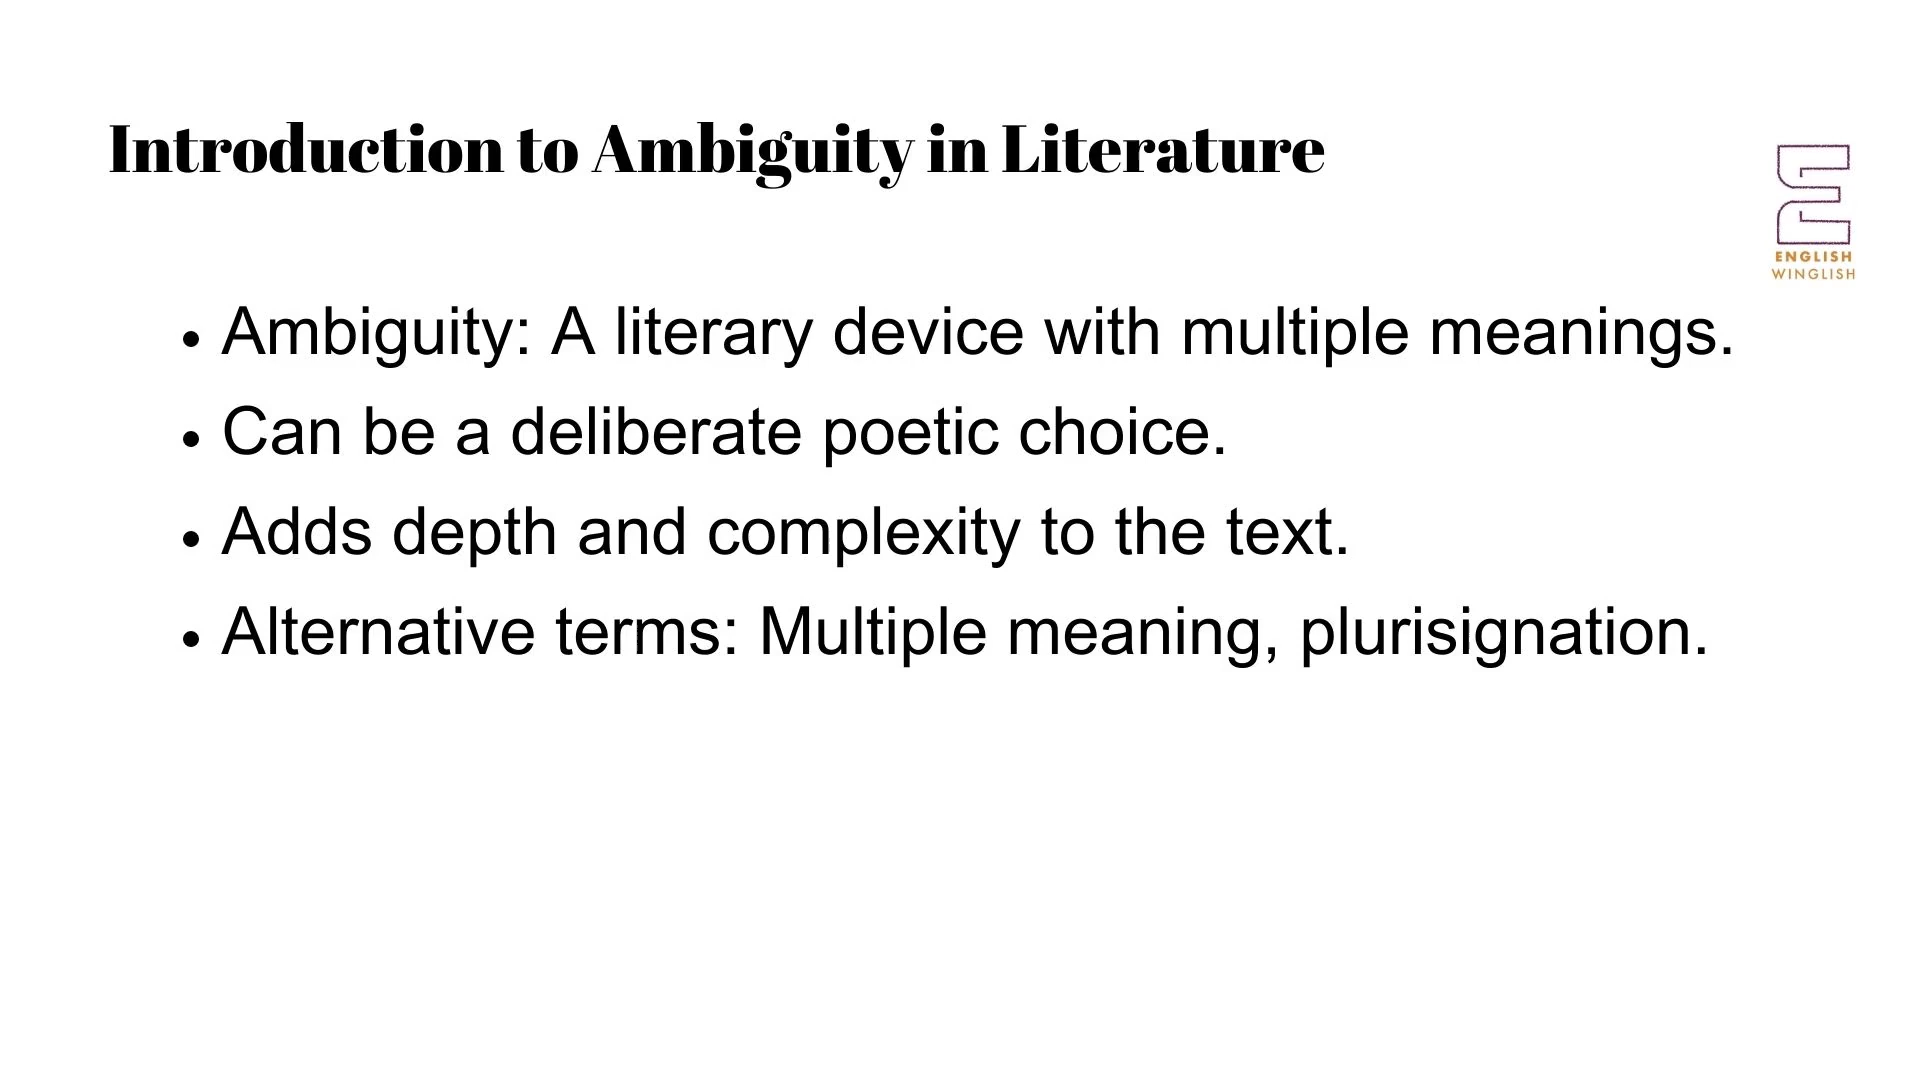 Introduction to Ambiguity in Literature
ENGLISH
WINGLISH
• Ambiguity: A literary device with multiple meanings.
• Can be a deliberate poetic choice.
• Adds depth and complexity to the text.
• Alternative terms: Multiple meaning, plurisignation.